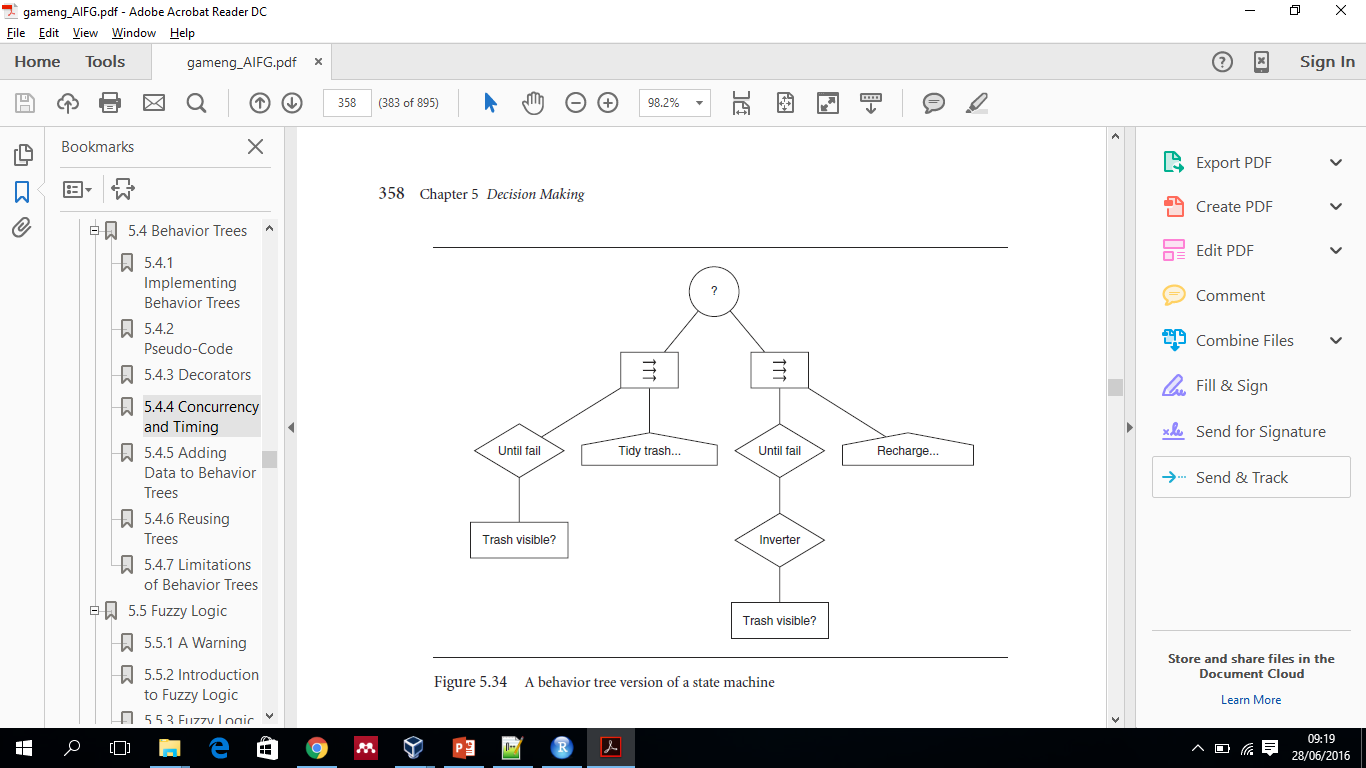 gameng_AIFG.pdf - Adobe Acrobat Reader DC
File Edit View Window Help
Home Tools gameng_AIFG.pdf × ? Sign In
358 (383 of 895) 98.2%
Bookmarks
5.4 Behavior Trees
5.4.1
Implementing
Behavior Trees
5.4.2
Pseudo-Code
5.4.3 Decorators
5.4.4 Concurrency
and Timing
5.4.5 Adding
Data to Behavior
Trees
5.4.6 Reusing
Trees
5.4.7 Limitations
of Behavior Trees
5.5 Fuzzy Logic
5.5.1 A Warning
5.5.2 Introduction
to Fuzzy Logic
5.5.3 Fuzzy Logic
358 Chapter 5 Decision Making
?
Until fail Tidy trash... Until fail Recharge...
Trash visible? Inverter
Trash visible?
Figure 5.34 A behavior tree version of a state machine
Export PDF
Create PDF
Edit PDF
Comment
Combine Files
Fill & Sign
Send for Signature
Send & Track
Store and share files in the
Document Cloud
Learn More
09:19
28/06/2016